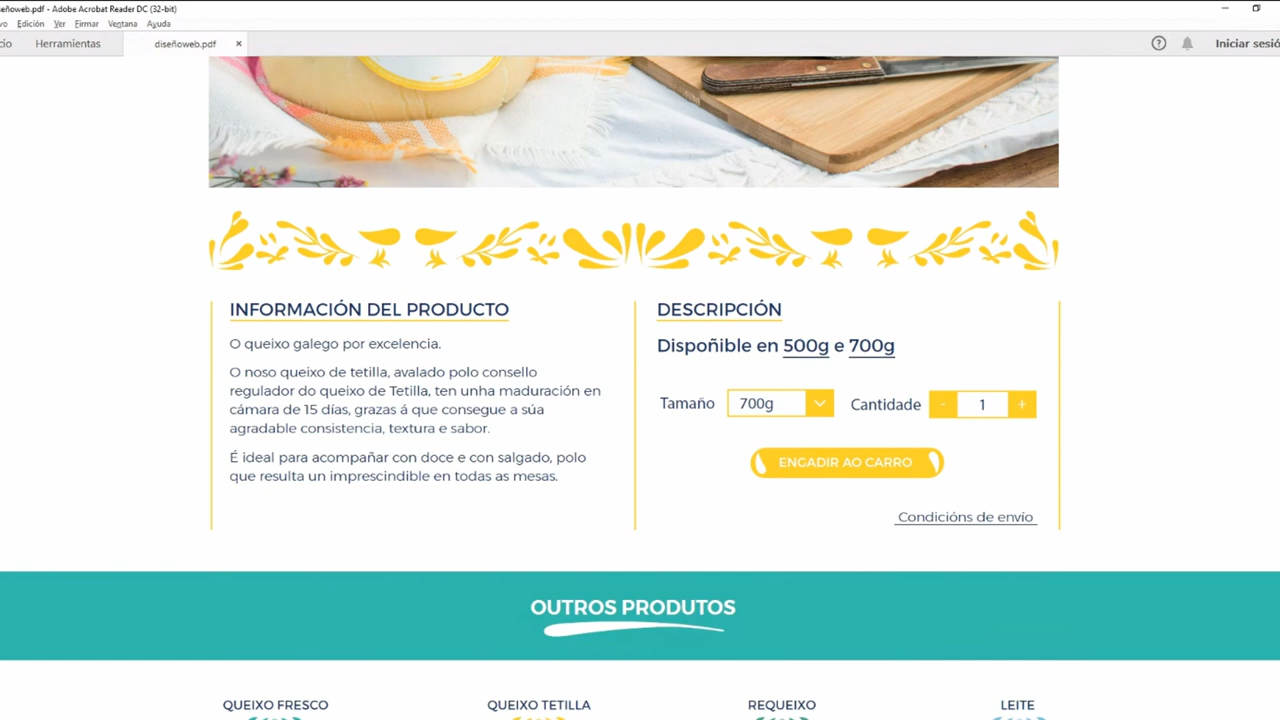 señoweb.pdf - Adobe Acrobat Reader DC (32-bit)
vo Edición Ver Firmar Ventana Ayuda
cio Herramientas diseñoweb.pdf × ? Iniciar sesió
INFORMACIÓN DEL PRODUCTO
O queixo galego por excelencia.
O noso queixo de tetilla, avalado polo consello
regulador do queixo de Tetilla, ten unha maduración en
cámara de 15 días, grazas á que consegue a súa
agradable consistencia, textura e sabor.
É ideal para acompañar con doce e con salgado, polo
que resulta un imprescindible en todas as mesas.
DESCRIPCIÓN
Dispoñible en 500g e 700g
Tamaño 700g Cantidade - 1 +
ENGADIR AO CARRO
Condicións de envío
OUTROS PRODUTOS
QUEIXO FRESCO QUEIXO TETILLA REQUEIXO LEITE